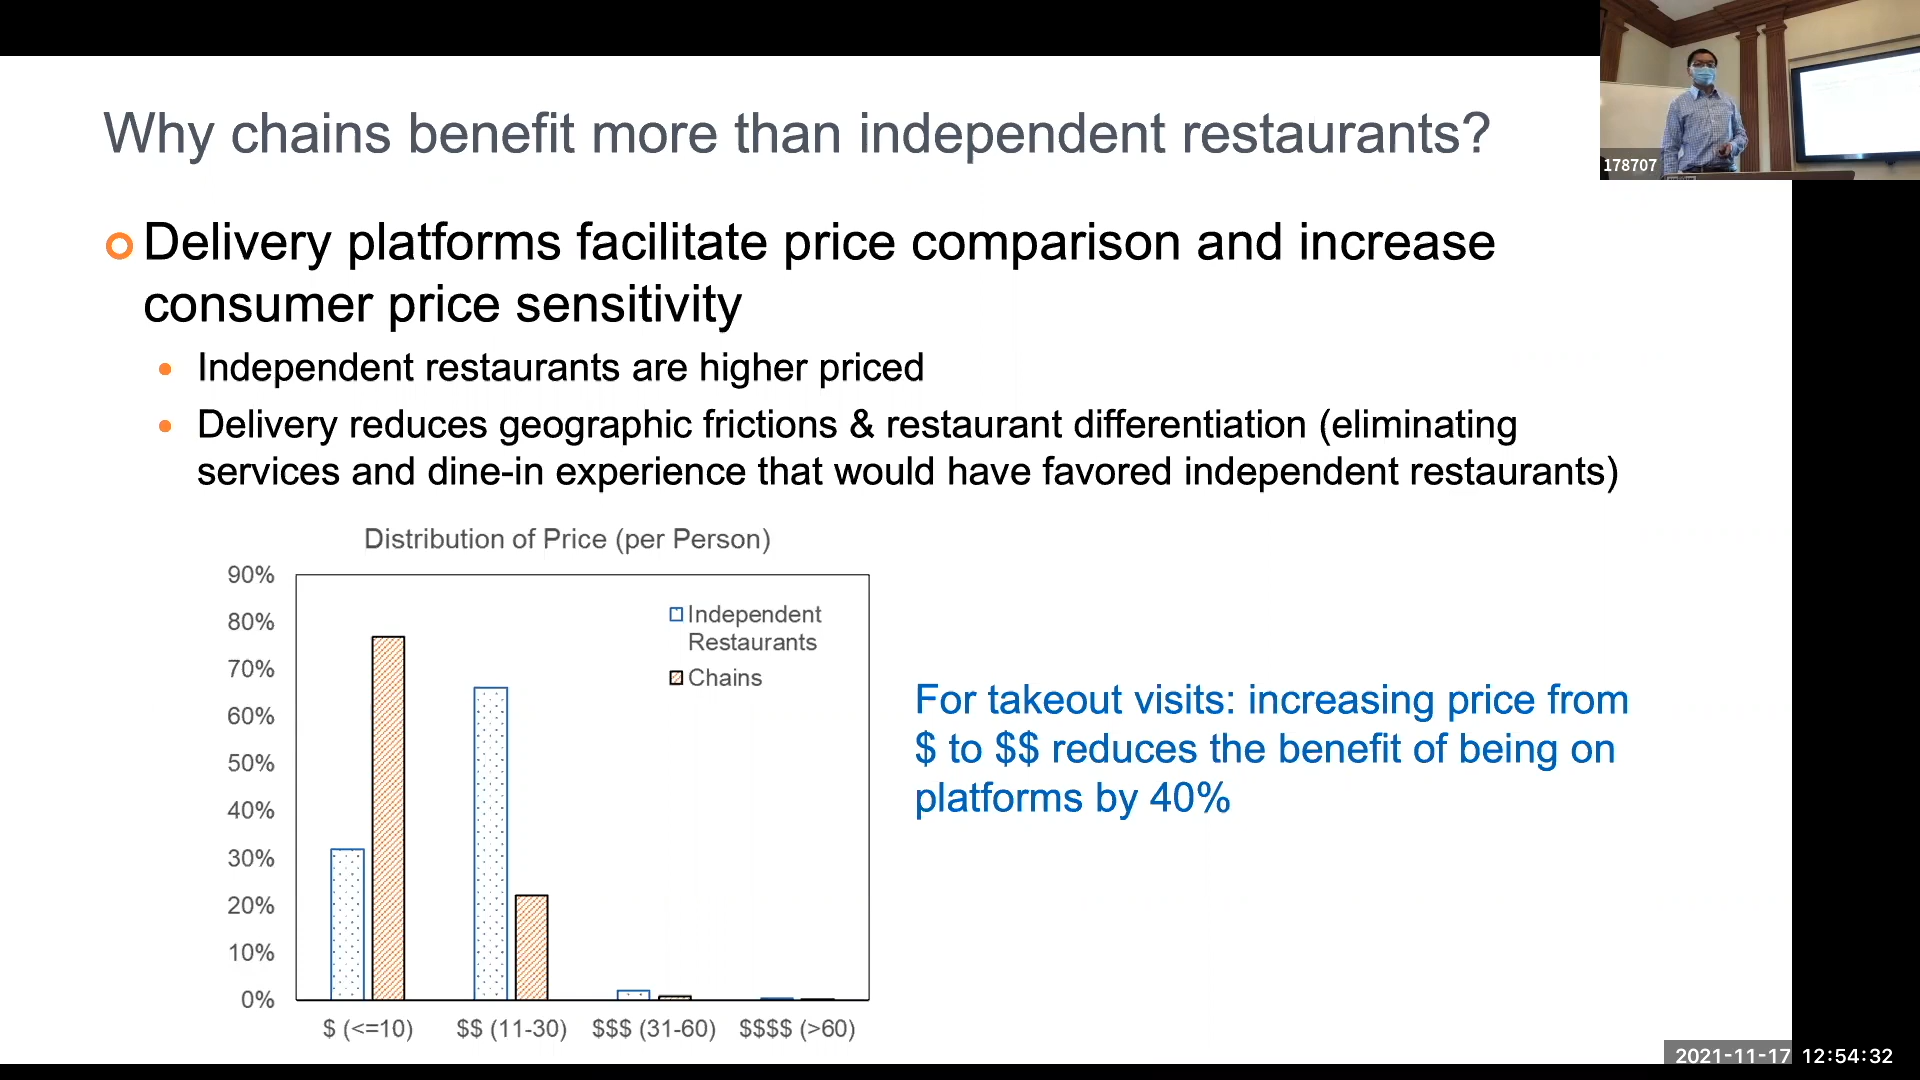 Why chains benefit more than independent restaurants?
178707
Delivery platforms facilitate price comparison and increase
consumer price sensitivity
Independent restaurants are higher priced
Delivery reduces geographic frictions & restaurant differentiation (eliminating
services and dine-in experience that would have favored independent restaurants)
Distribution of Price (per Person)
90%
80%
70%
60%
50%
40%
30%
20%
10%
0%
Independent
Restaurants
Chains
$ (<=10)
$$ (11-30)
$$$ (31-60)
$$$$ (>60)
For takeout visits: increasing price from
$ to $$ reduces the benefit of being on
platforms by 40%
2021-11-17 12:54:32